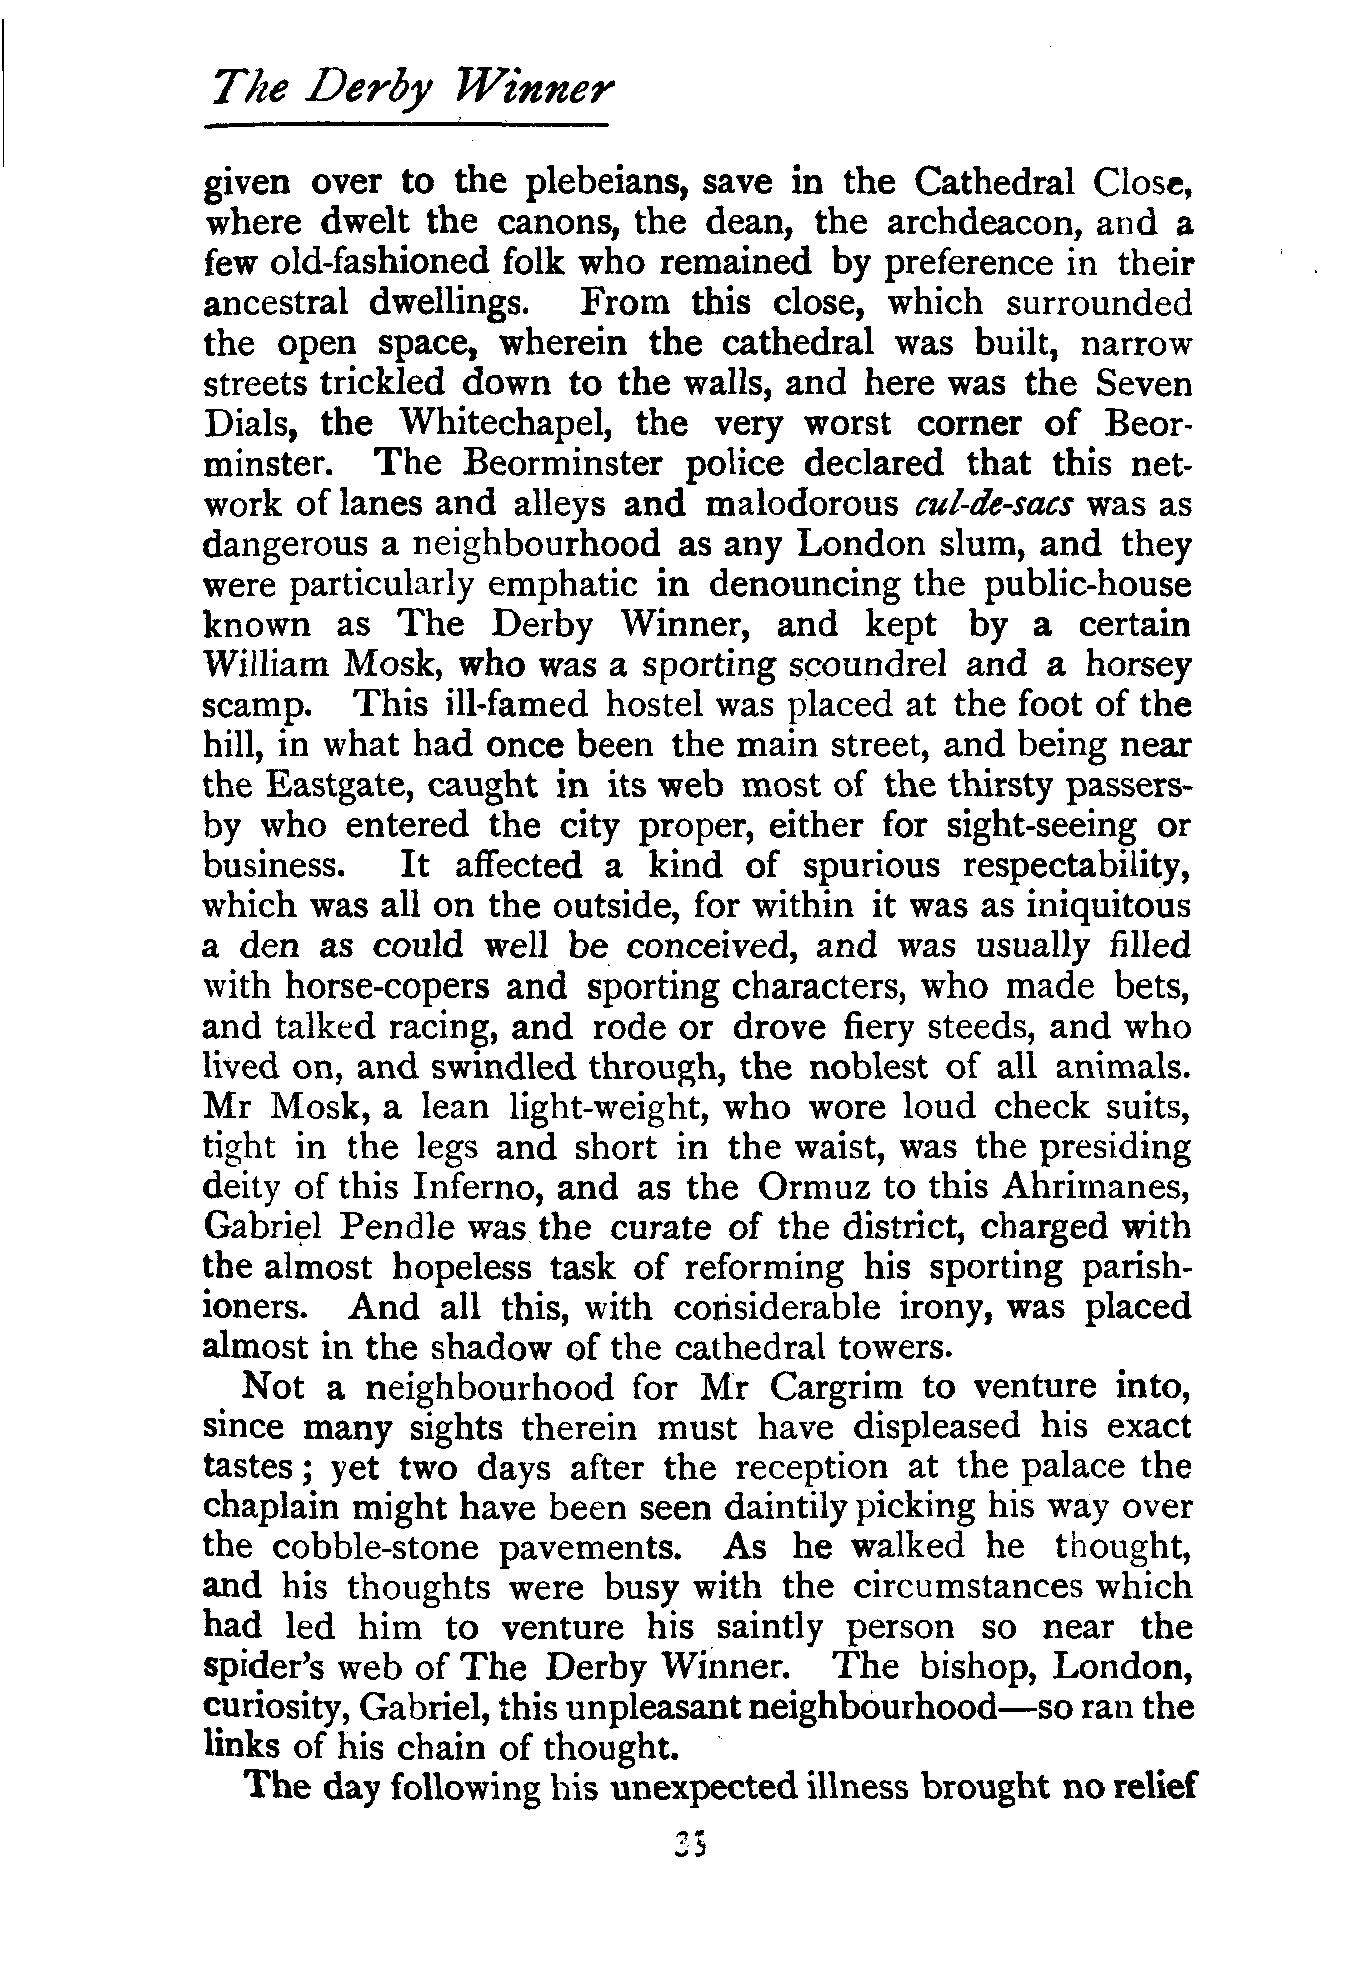 The Derby Winner
given over to the plebeians, save in the Cathedral Close,
where dwelt the canons, the dean, the archdeacon, and a
few old-fashioned folk who remained by preference in their
ancestral dwellings. From this close, which surrounded
the open space, wherein the cathedral was built, narrow
streets trickled down to the walls, and here was the Seven
Dials, the Whitechapel, the very worst corner of Beor-
minster. The Beorminster police declared that this net-
work of lanes and alleys and malodorous cul-de-sacs was as
dangerous a neighbourhood as any London slum, and they
were particularly emphatic in denouncing the public-house
known as The Derby Winner, and kept by a certain
William Mosk, who was a sporting scoundrel and a horsey
scamp. This ill-famed hostel was placed at the foot of the
hill, in what had once been the main street, and being near
the Eastgate, caught in its web most of the thirsty passers-
by who entered the city proper, either for sight-seeing or
business. It affected a kind of spurious respectability,
which was all on the outside, for within it was as iniquitous
a den as could well be conceived, and was usually filled
with horse-copers and sporting characters, who made bets,
and talked racing, and rode or drove fiery steeds, and who
lived on, and swindled through, the noblest of all animals.
Mr Mosk, a lean light-weight, who wore loud check suits,
tight in the legs and short in the waist, was the presiding
deity of this Inferno, and as the Ormuz to this Ahrimanes,
Gabriel Pendle was the curate of the district, charged with
the almost hopeless task of reforming his sporting parish-
ioners. And all this, with considerable irony, was placed
almost in the shadow of the cathedral towers.
Not a neighbourhood for Mr Cargrim to venture into,
since many sights therein must have displeased his exact
tastes; yet two days after the reception at the palace the
chaplain might have been seen daintily picking his way over
the cobble-stone pavements. As he walked he thought,
and his thoughts were busy with the circumstances which
had led him to venture his saintly person so near the
spider's web of The Derby Winner. The bishop, London,
curiosity, Gabriel, this unpleasant neighbourhood—so ran the
links of his chain of thought.
The day following his unexpected illness brought no relief
35